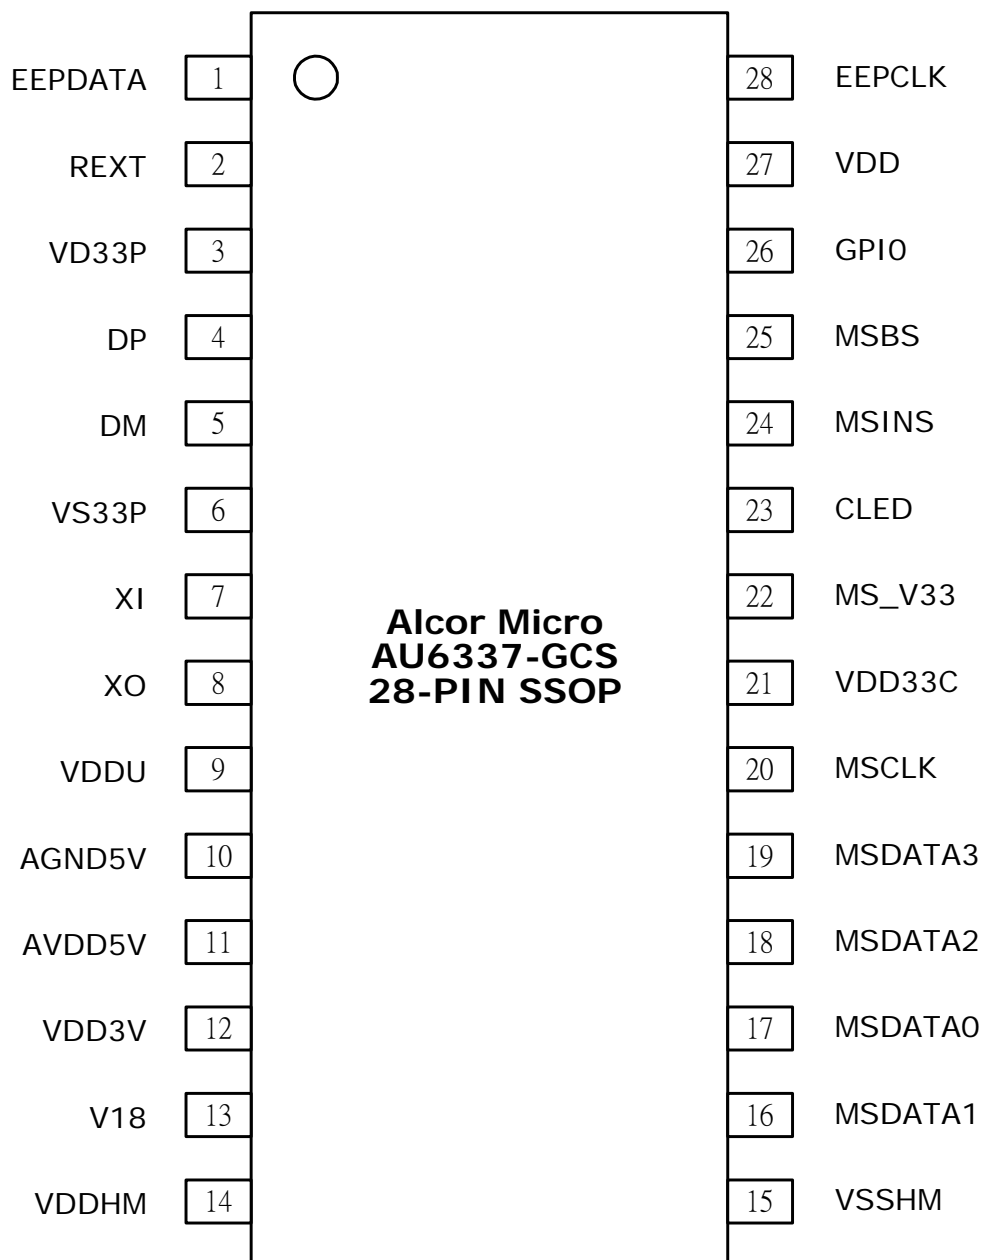 EEPDATA 1 28 EEPCLK
REXT 2 27 VDD
VD33P 3 26 GPI0
DP 4 25 MSBS
DM 5 24 MSINS
VS33P 6 23 CLED
XI 7 22 MS_V33
Alcor Micro
AU6337-GCS
28-PIN SSOP
XO 8 21 VDD33C
VDDU 9 20 MSCLK
AGND5V 10 19 MSDATA3
AVDD5V 11 18 MSDATA2
VDD3V 12 17 MSDATA0
V18 13 16 MSDATA1
VDDHM 14 15 VSSHM